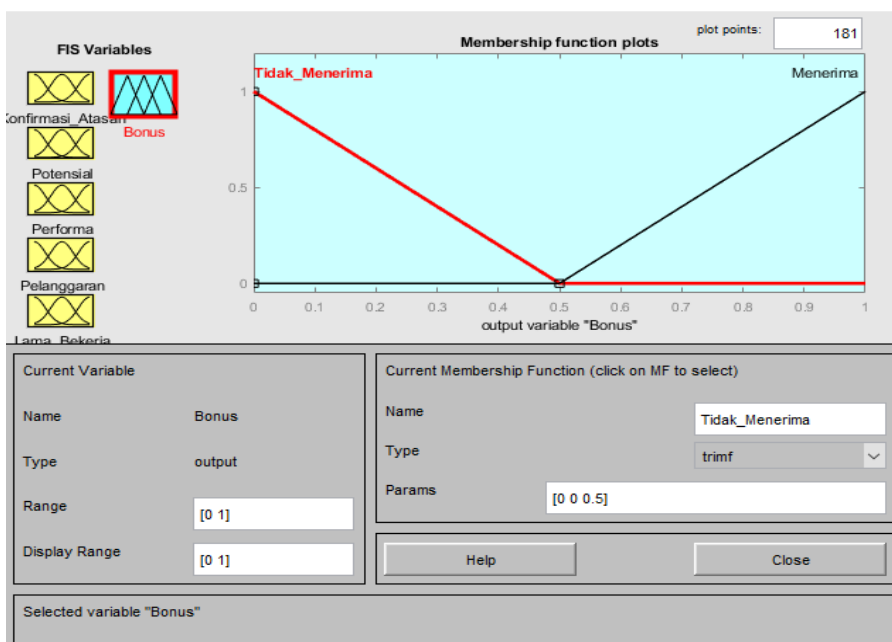 FIS Variables
Konfirmasi_Atasan
Bonus
Potensial
Performa
Pelanggaran
Lama_Bekerja
Membership function plots
plot points:
181
Tidak_Menerima
Menerima
1
0.5
0
0 0.1 0.2 0.3 0.4 0.5 0.6 0.7 0.8 0.9 1
output variable "Bonus"
Current Variable
Name Bonus
Type output
Range [0 1]
Display Range [0 1]
Current Membership Function (click on MF to select)
Name Tidak_Menerima
Type trimf
Params [0 0 0.5]
Help Close
Selected variable "Bonus"